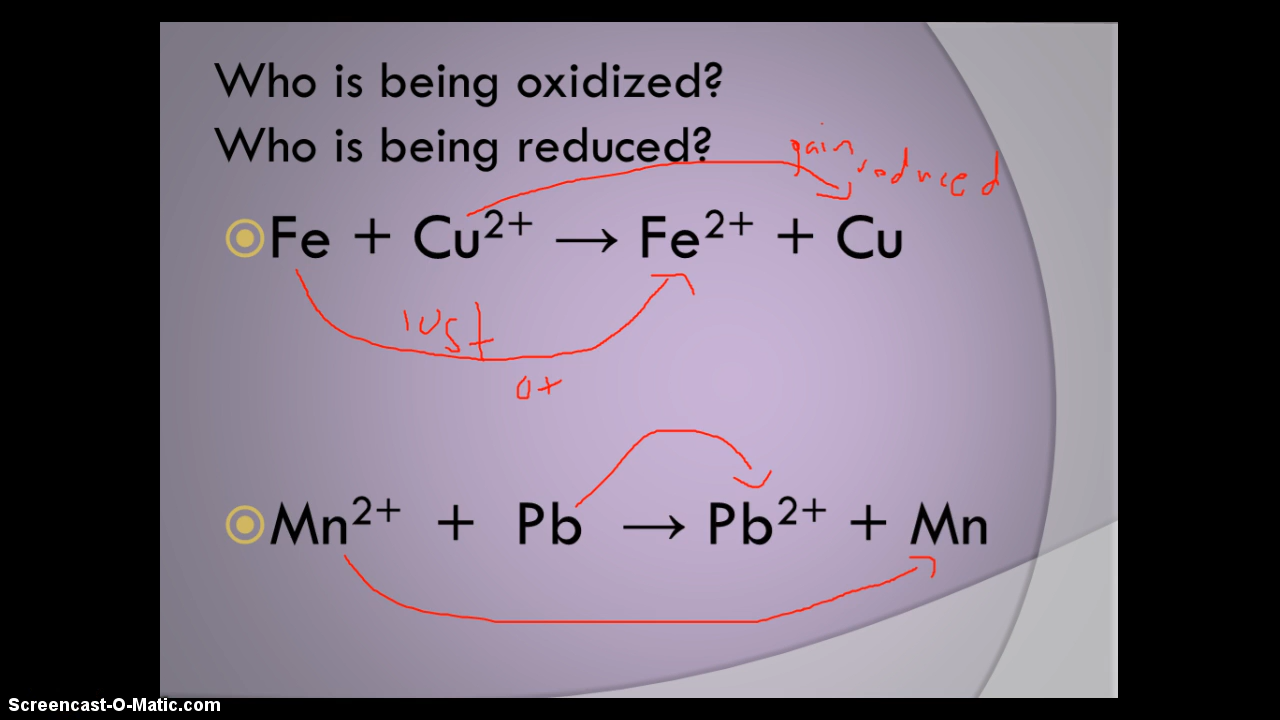 Who is being oxidized?
Who is being reduced?
gain
reduced
Fe + Cu²⁺ → Fe²⁺ + Cu
lost
ox
Mn²⁺ + Pb → Pb²⁺ + Mn
Screencast-O-Matic.com